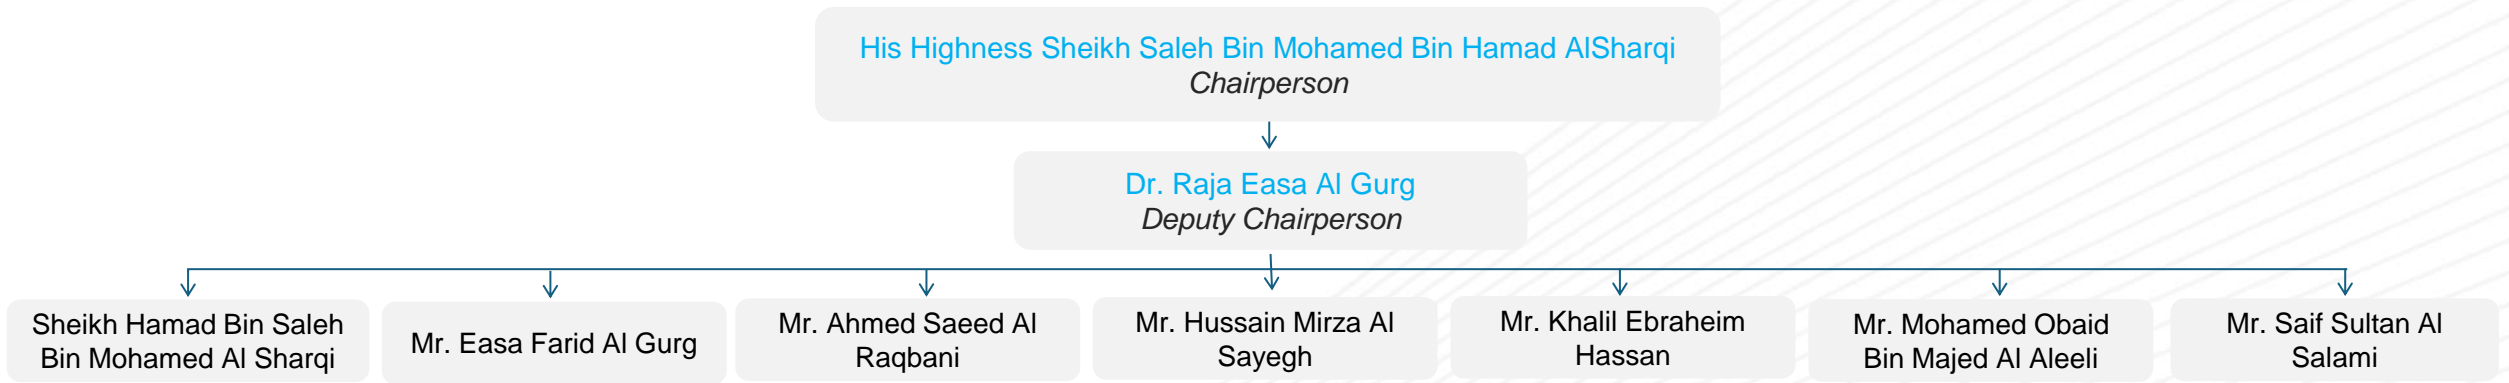 His Highness Sheikh Saleh Bin Mohamed Bin Hamad AlSharqi
Chairperson
Dr. Raja Easa Al Gurg
Deputy Chairperson
Sheikh Hamad Bin Saleh
Bin Mohamed Al Sharqi
Mr. Easa Farid Al Gurg
Mr. Ahmed Saeed Al
Raqbani
Mr. Hussain Mirza Al
Sayegh
Mr. Khalil Ebraheim
Hassan
Mr. Mohamed Obaid
Bin Majed Al Aleeli
Mr. Saif Sultan Al
Salami